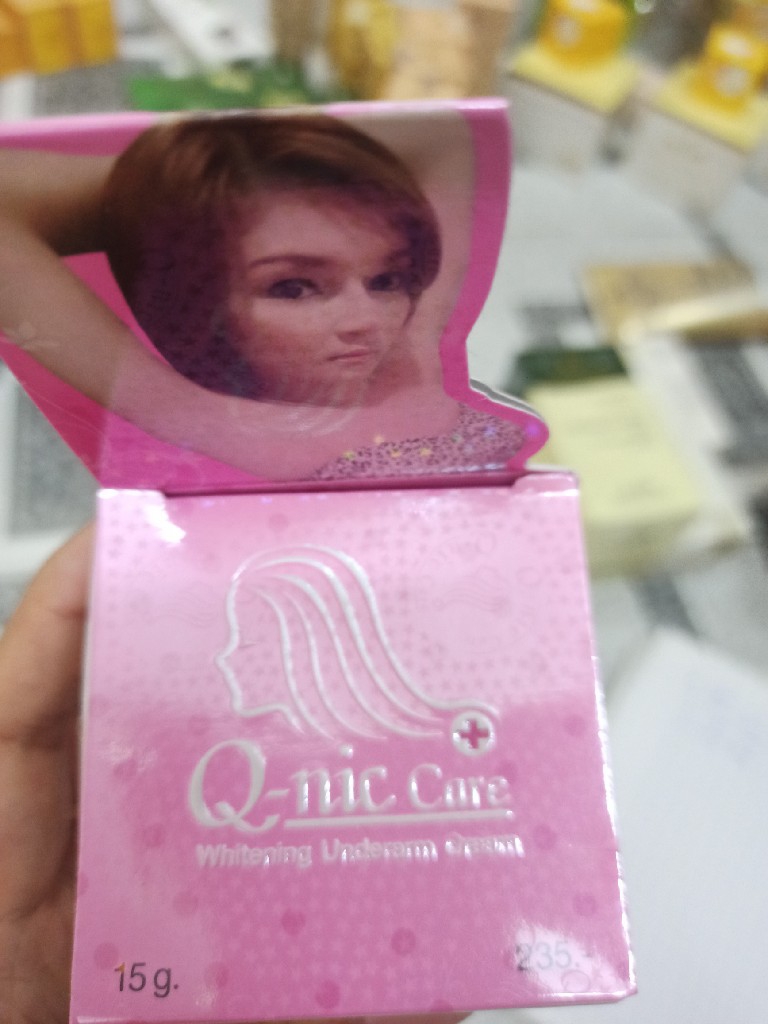 Q-nic Care
Whitening Underarm Cream
15 g.
235.-